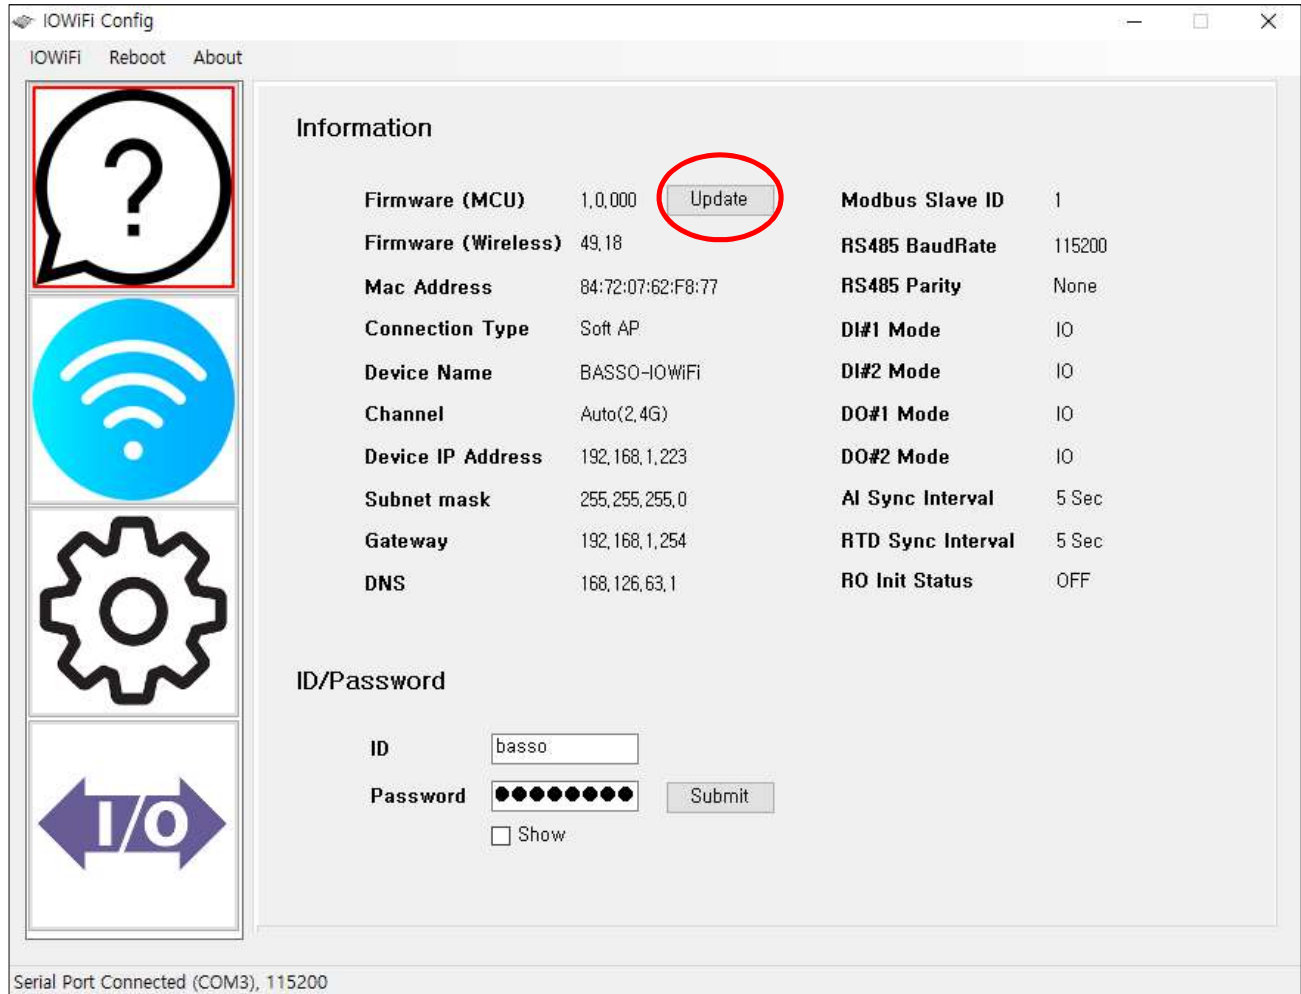 IOWiFi Config
IOWiFi Reboot About
?
Information
Firmware (MCU) 1,0,000 Update
Firmware (Wireless) 49,18
Mac Address 84:72:07:62:F8:77
Connection Type Soft AP
Device Name BASSO-IOWiFi
Channel Auto(2,4G)
Device IP Address 192,168,1,223
Subnet mask 255,255,255,0
Gateway 192,168,1,254
DNS 168,126,63,1
Modbus Slave ID 1
RS485 BaudRate 115200
RS485 Parity None
DI#1 Mode IO
DI#2 Mode IO
DO#1 Mode IO
DO#2 Mode IO
AI Sync Interval 5 Sec
RTD Sync Interval 5 Sec
RO Init Status OFF
I/O
ID/Password
ID basso
Password ●●●●●●●● Submit
Show
Serial Port Connected (COM3), 115200